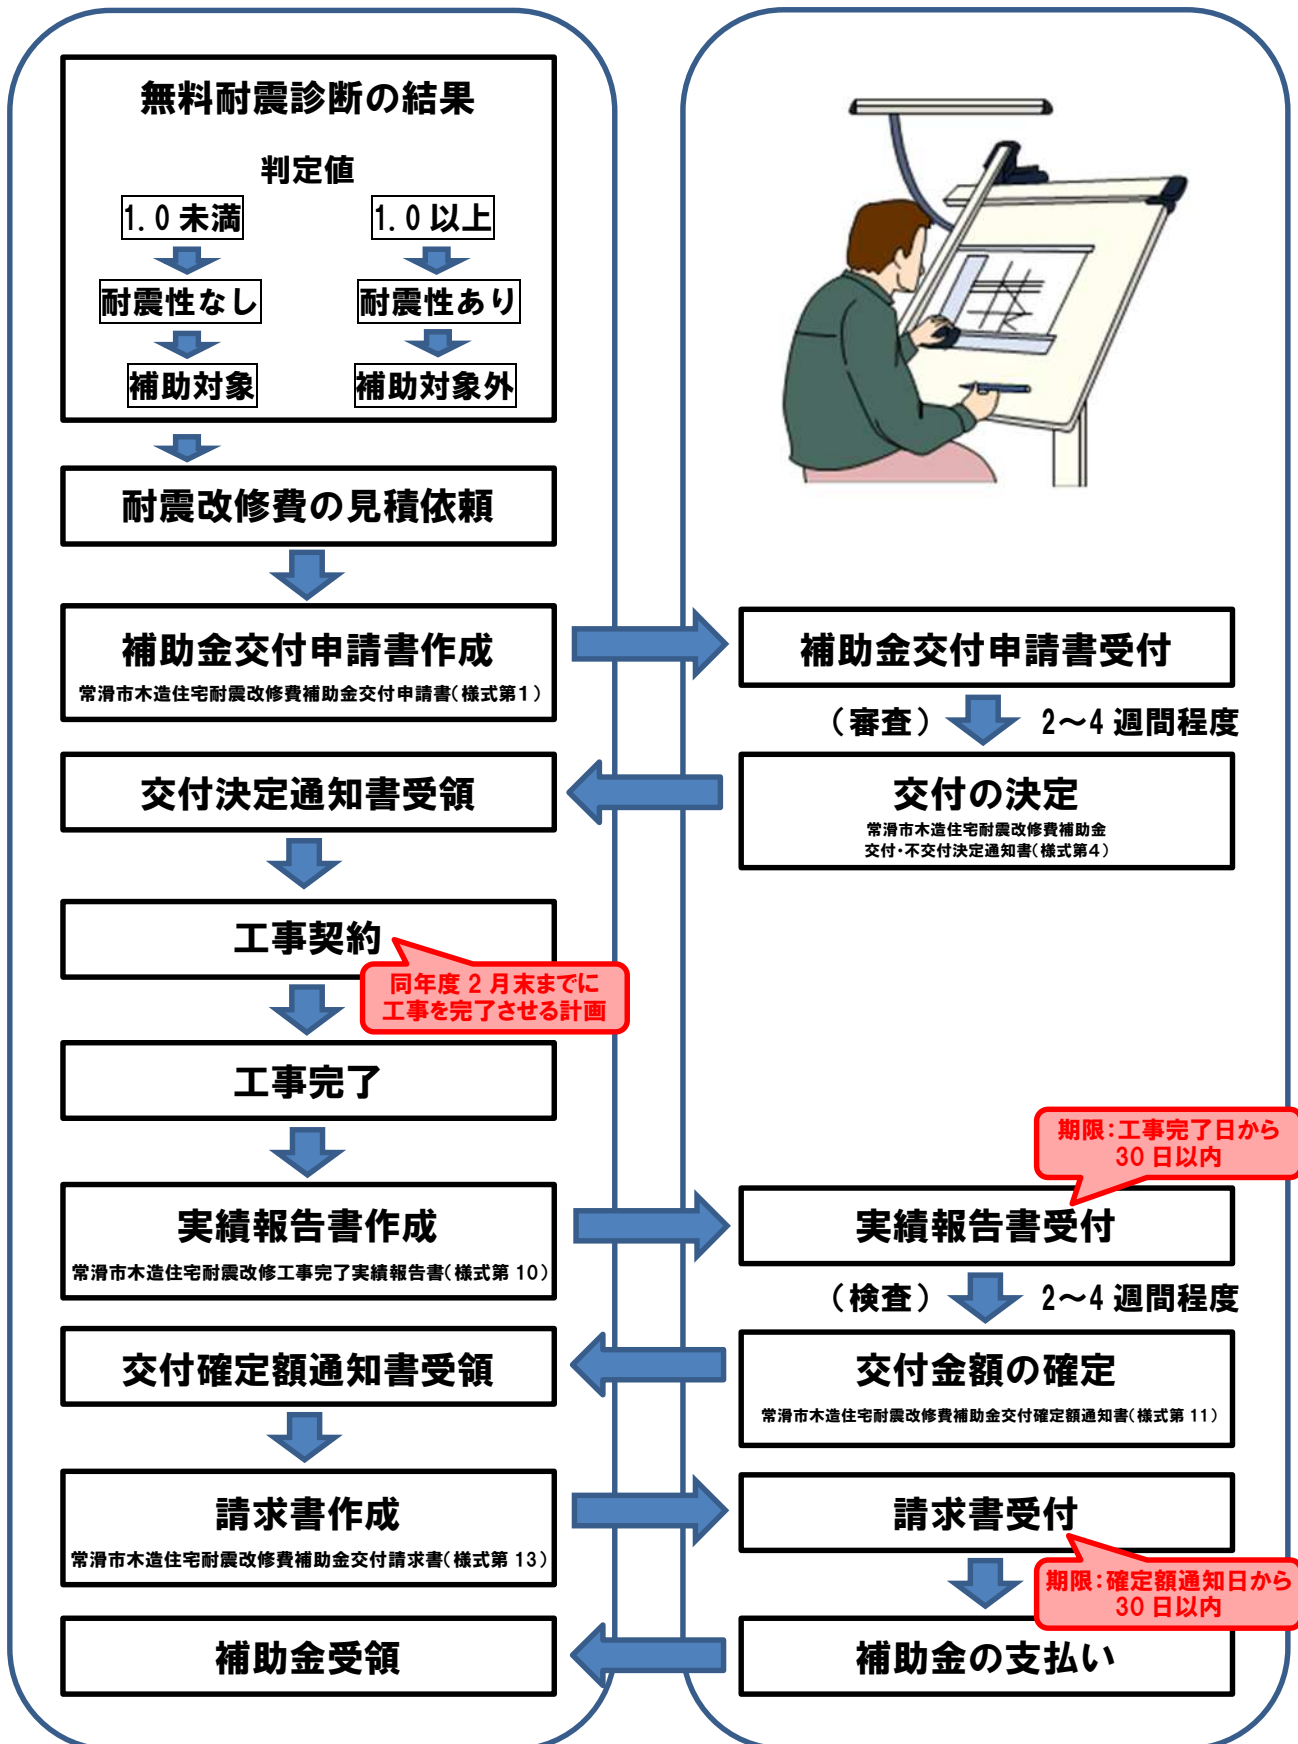 無料耐震診断の結果
判定値
1.0未満
1.0以上
耐震性なし
耐震性あり
補助対象
補助対象外
耐震改修費の見積依頼
補助金交付申請書作成
常滑市木造住宅耐震改修費補助金交付申請書(様式第1)
補助金交付申請書受付
(審査)
2～4週間程度
交付の決定
常滑市木造住宅耐震改修費補助金
交付・不交付決定通知書(様式第4)
交付決定通知書受領
工事契約
同年度2月末までに
工事を完了させる計画
工事完了
実績報告書作成
常滑市木造住宅耐震改修工事完了実績報告書(様式第10)
期限:工事完了日から
30日以内
実績報告書受付
(検査)
2～4週間程度
交付金額の確定
常滑市木造住宅耐震改修費補助金交付確定額通知書(様式第11)
交付確定額通知書受領
請求書作成
常滑市木造住宅耐震改修費補助金交付請求書(様式第13)
請求書受付
期限:確定額通知日から
30日以内
補助金の支払い
補助金受領